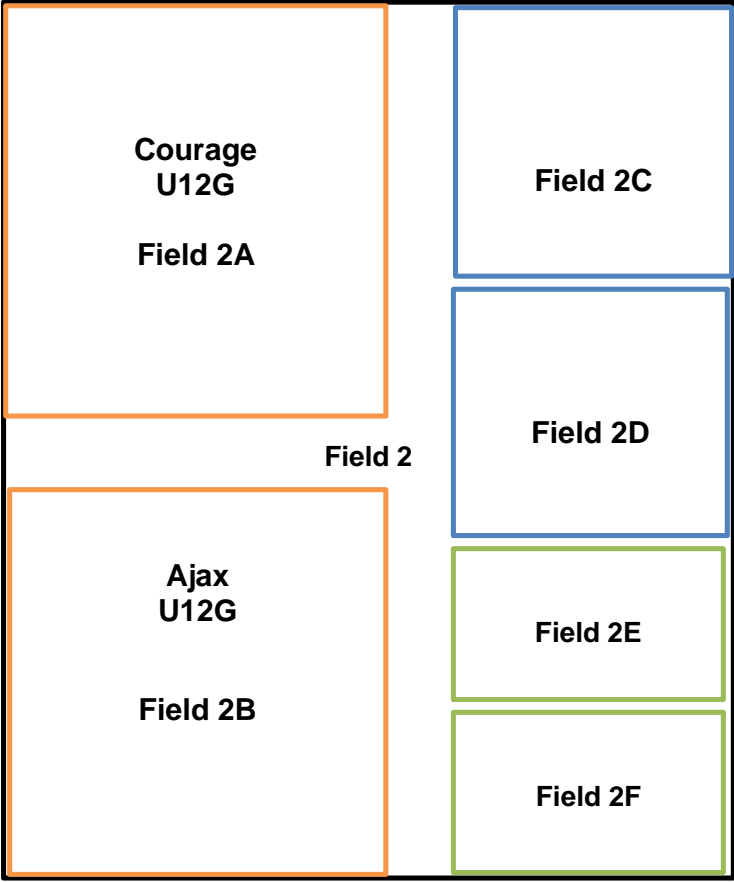 Courage
U12G
Field 2A
Field 2C
Field 2
Field 2D
Ajax
U12G
Field 2B
Field 2E
Field 2F